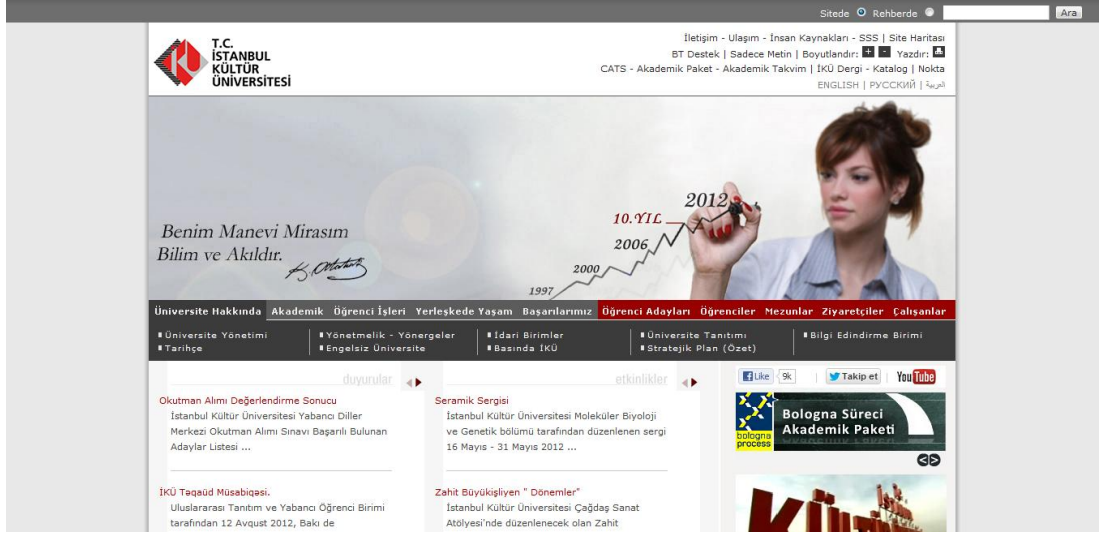 Sitede Rehberde Ara
T.C.
İSTANBUL
KÜLTÜR
ÜNİVERSİTESİ
İletişim - Ulaşım - İnsan Kaynakları - SSS | Site Haritası
BT Destek | Sadece Metin | Boyutlandır: + - Yazdır:
CATS - Akademik Paket - Akademik Takvim | İKÜ Dergi - Katalog | Nokta
ENGLISH | РУССКИЙ | العربية
Benim Manevi Mirasım
Bilim ve Akıldır.
K. Atatürk
2012
10.YIL
2006
2000
1997
Üniversite Hakkında Akademik Öğrenci İşleri Yerleşkede Yaşam Başarılarımız Öğrenci Adayları Öğrenciler Mezunlar Ziyaretçiler Çalışanlar
Üniversite Yönetimi Yönetmelik - Yönergeler İdari Birimler Üniversite Tanıtımı Bilgi Edindirme Birimi
Tarihçe Engelsiz Üniversite Basında İKÜ Stratejik Plan (Özet)
duyurular
Okutman Alımı Değerlendirme Sonucu
İstanbul Kültür Üniversitesi Yabancı Diller
Merkezi Okutman Alımı Sınavı Başarılı Bulunan
Adaylar Listesi ...
İKÜ Təqaüd Müsabiqəsi.
Uluslararası Tanıtım ve Yabancı Öğrenci Birimi
tarafından 12 Avqust 2012, Bakı de
etkinlikler
Seramik Sergisi
İstanbul Kültür Üniversitesi Moleküler Biyoloji
ve Genetik bölümü tarafından düzenlenen sergi
16 Mayıs - 31 Mayıs 2012 ...
Zahit Büyükişliyen " Dönemler"
İstanbul Kültür Üniversitesi Çağdaş Sanat
Atölyesi'nde düzenlenecek olan Zahit
Like 9k Takip et YouTube
Bologna Süreci
Akademik Paketi
bologna
process
KÜLTÜR